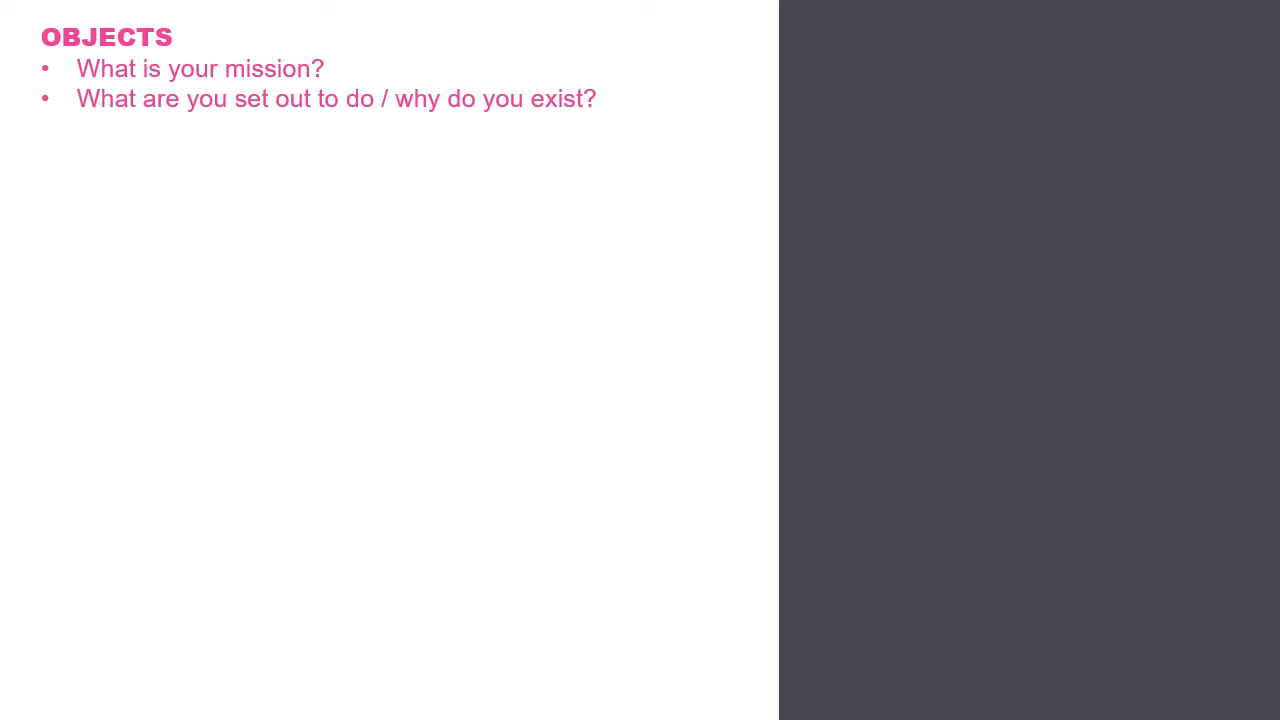 OBJECTS
• What is your mission?
• What are you set out to do / why do you exist?